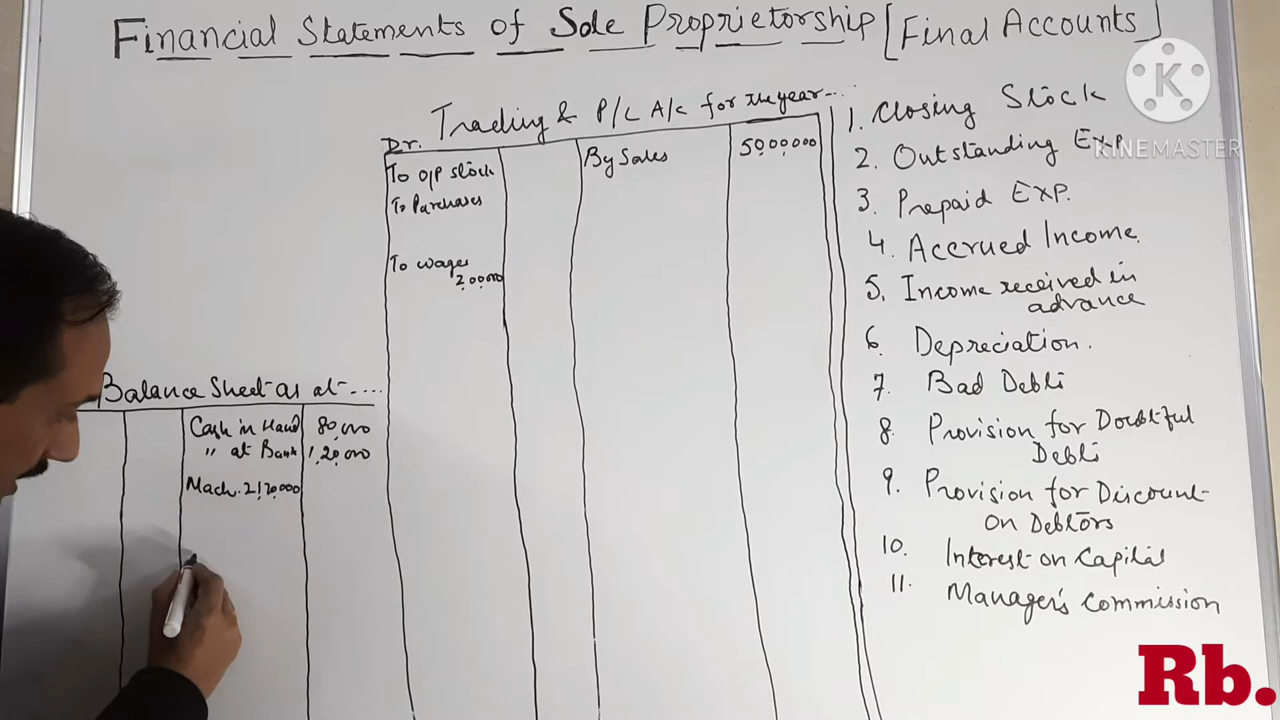 Financial Statements of Sole Proprietorship [Final Accounts]
K
KINEMASTER
Trading & P/L A/c for the year....
Dr.
To o/p stock
By Sales 50,00,000
To Purchases
To wages
2,00,000
Balance Sheet as at ....
Cash in Hand 80,000
" at Bank 1,20,000
Mach. 21,20,000
1. Closing Stock
2. Outstanding Exp.
3. Prepaid Exp.
4. Accrued Income
5. Income received in
advance
6. Depreciation.
7. Bad Debts
8. Provision for Doubtful
Debts
9. Provision for Discount
on Debtors
10. Interest on Capital
11. Manager's Commission
Rb.